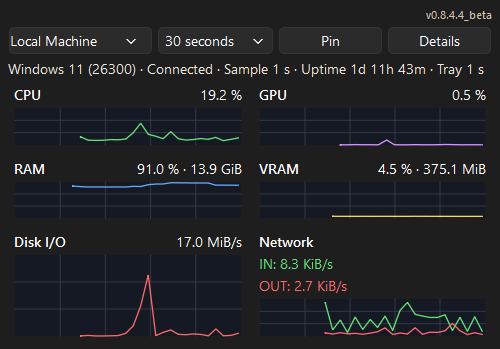 v0.8.4.4_beta
Local Machine 30 seconds Pin Details
Windows 11 (26300) · Connected · Sample 1 s · Uptime 1d 11h 43m · Tray 1 s
CPU 19.2 % GPU 0.5 %
RAM 91.0 % · 13.9 GiB VRAM 4.5 % · 375.1 MiB
Disk I/O 17.0 MiB/s Network
IN: 8.3 KiB/s
OUT: 2.7 KiB/s